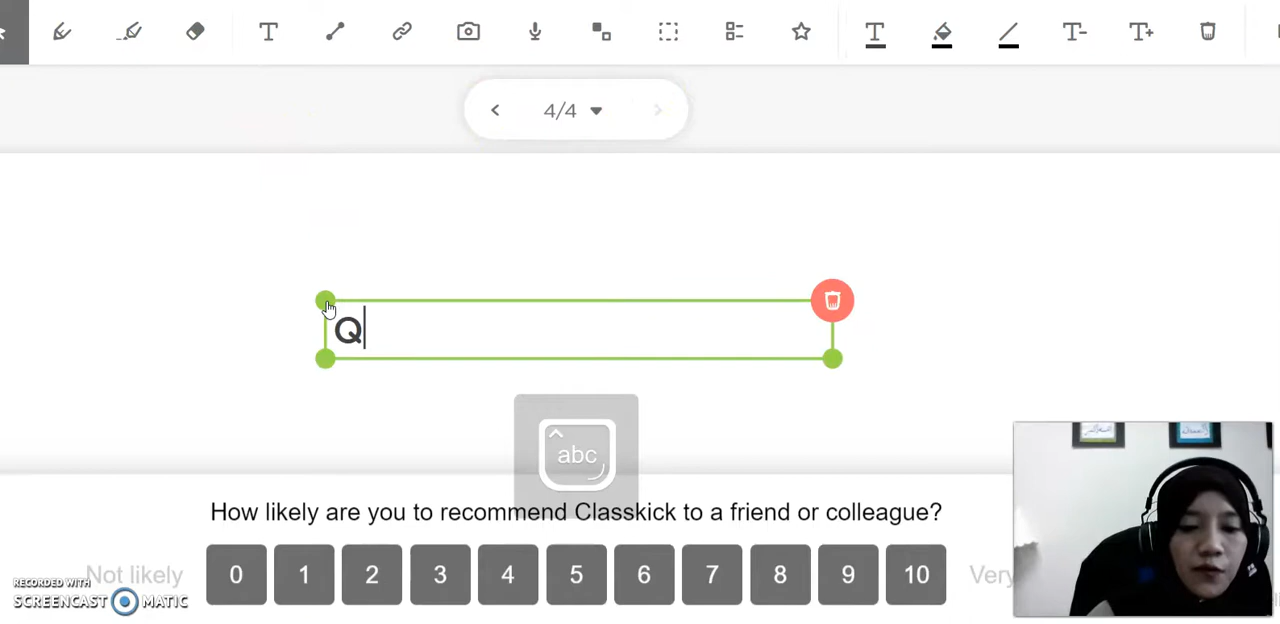 4/4
Q
abc
How likely are you to recommend Classkick to a friend or colleague?
Not likely 0 1 2 3 4 5 6 7 8 9 10 Very
RECORDED WITH
SCREENCAST MATIC